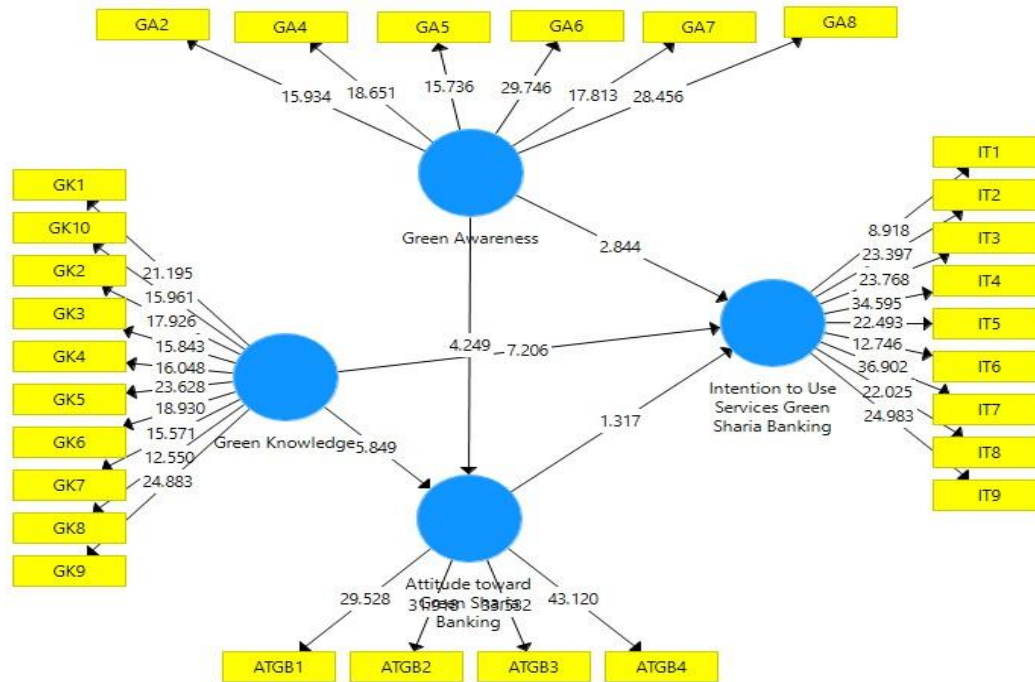 GA2
GA4
GA5
GA6
GA7
GA8
15.934
18.651
15.736
29.746
17.813
28.456
Green Awareness
GK1
GK10
GK2
GK3
GK4
GK5
GK6
GK7
GK8
GK9
21.195
15.961
17.926
15.843
16.048
23.628
18.930
15.571
12.550
24.883
Green Knowledge
2.844
4.249
7.206
5.849
1.317
IT1
IT2
IT3
IT4
IT5
IT6
IT7
IT8
IT9
8.918
23.397
23.768
34.595
22.493
12.746
36.902
22.025
24.983
Intention to Use
Services Green
Sharia Banking
Attitude toward
Green Sharia
Banking
29.528
43.120
ATGB1
ATGB2
ATGB3
ATGB4